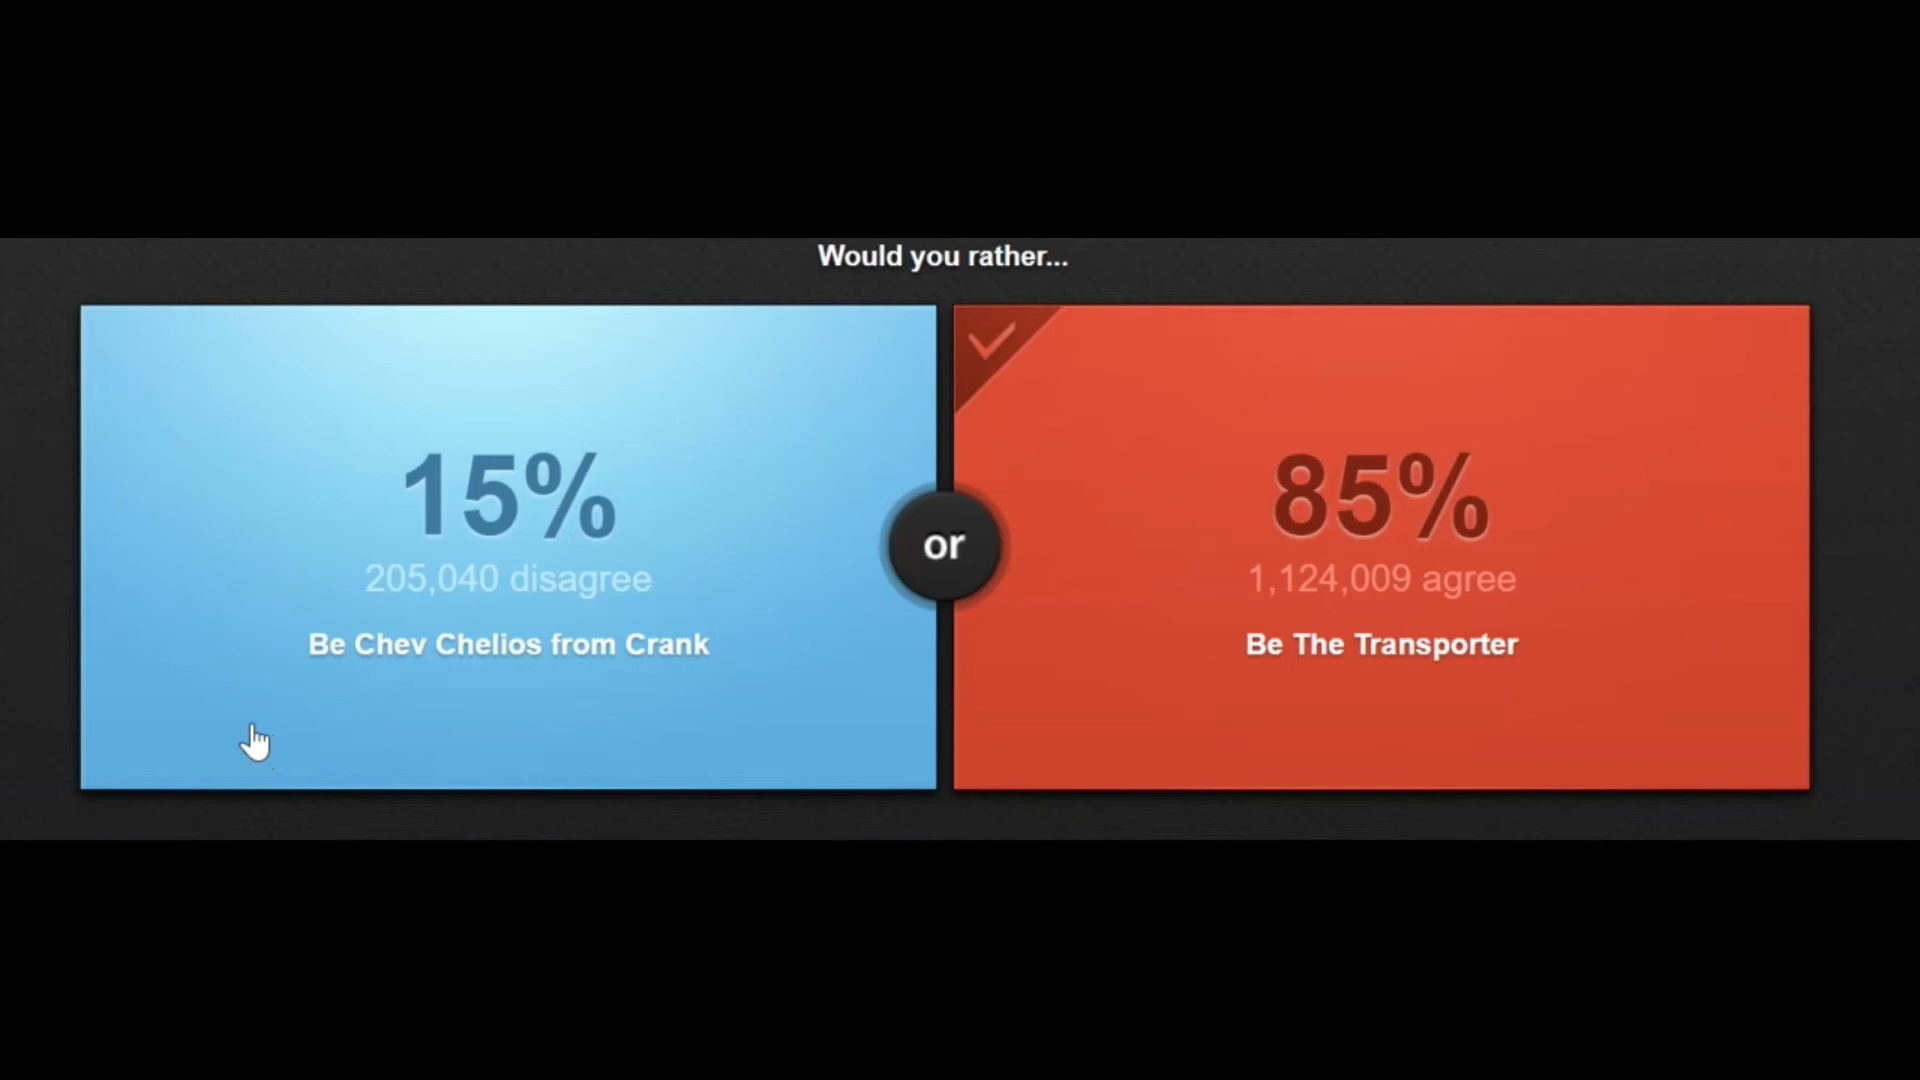 Would you rather...
15%
205,040 disagree
Be Chev Chelios from Crank
or
85%
1,124,009 agree
Be The Transporter